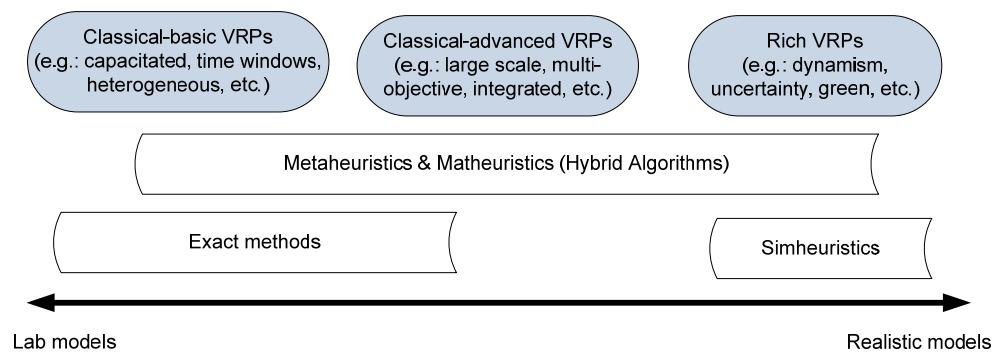 Classical-basic VRPs
(e.g.: capacitated, time windows,
heterogeneous, etc.)
Classical-advanced VRPs
(e.g.: large scale, multi-
objective, integrated, etc.)
Rich VRPs
(e.g.: dynamism,
uncertainty, green, etc.)
Metaheuristics & Matheuristics (Hybrid Algorithms)
Exact methods
Simheuristics
Lab models
Realistic models